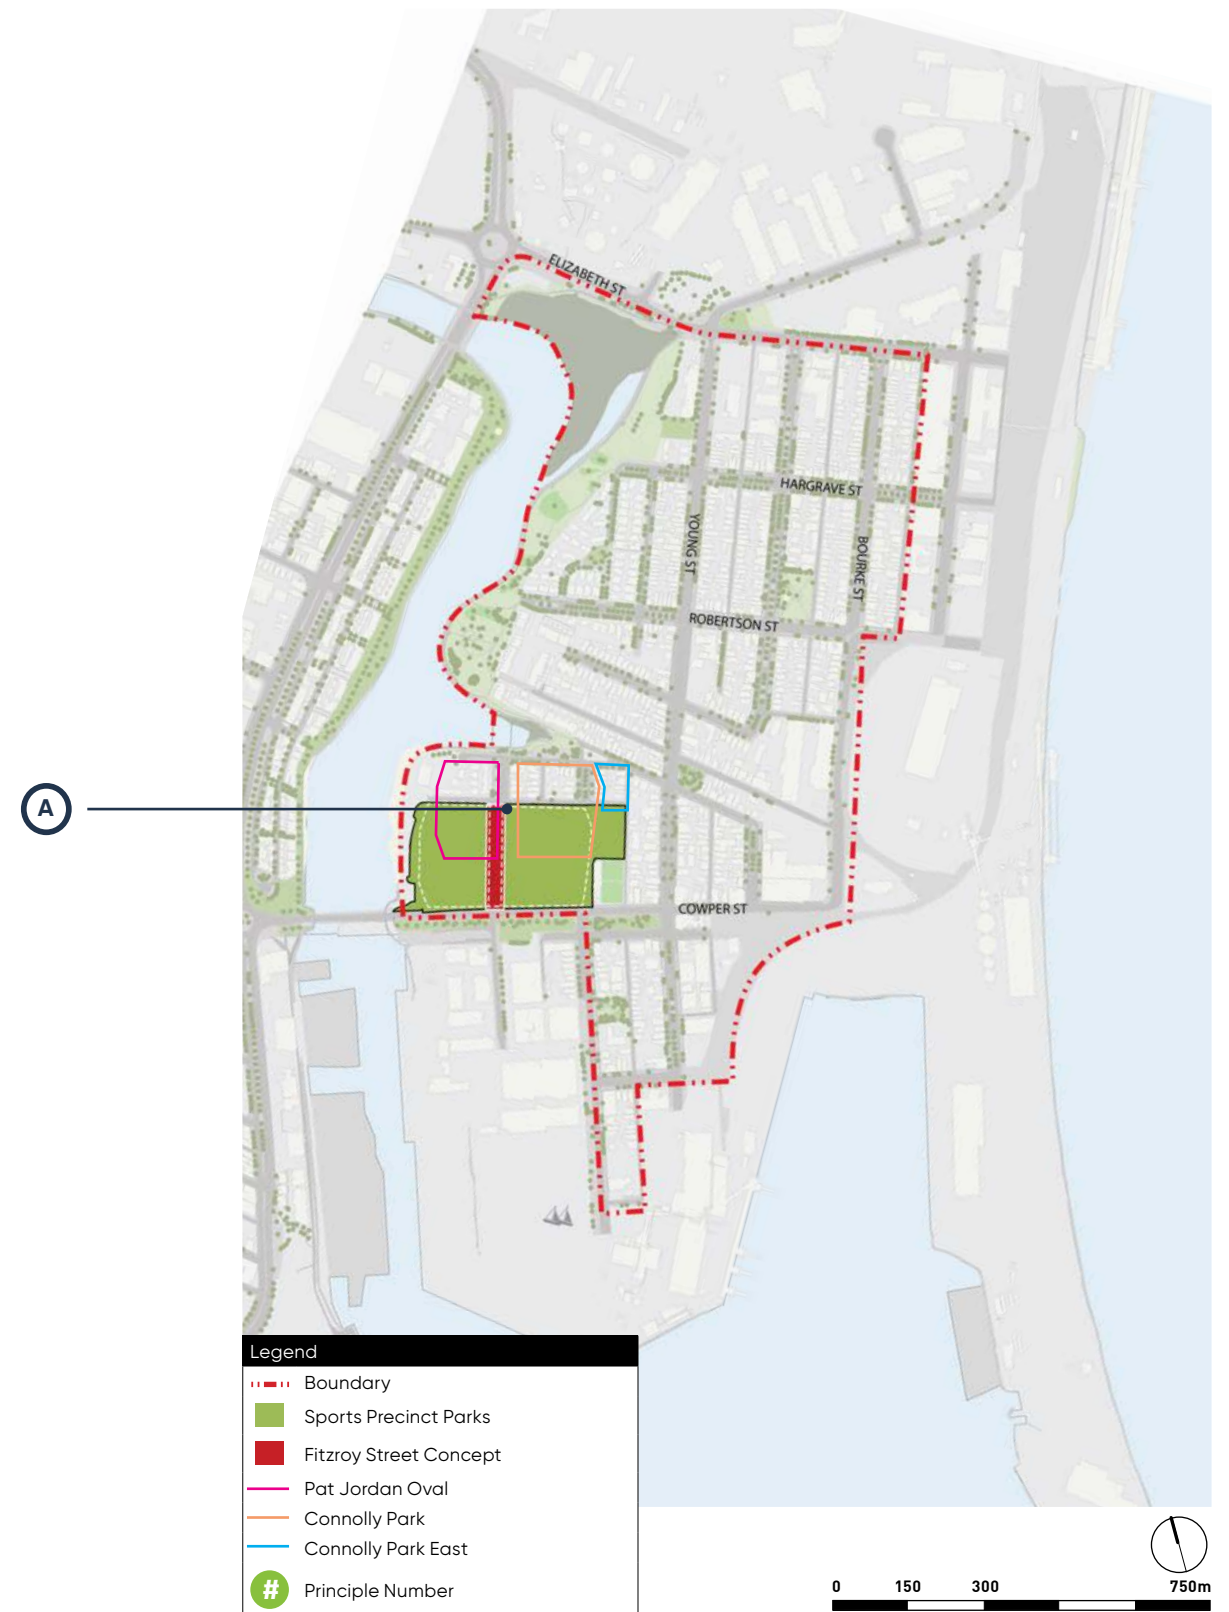 ELIZABETH ST
HARGRAVE ST
YOUNG ST
BOURKE ST
ROBERTSON ST
A
COWPER ST
Legend
Boundary
Sports Precinct Parks
Fitzroy Street Concept
Pat Jordan Oval
Connolly Park
Connolly Park East
# Principle Number
0 150 300 750m